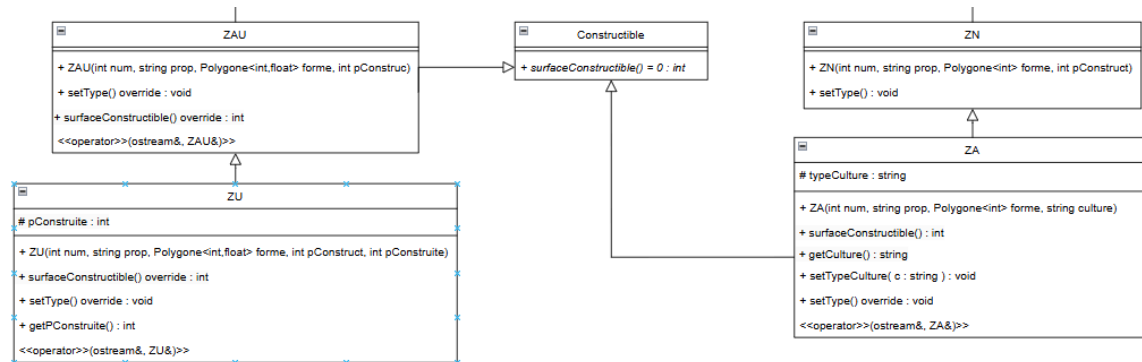 ZAU
+ ZAU(int num, string prop, Polygone<int,float> forme, int pConstruc)
+ setType() override : void
+ surfaceConstructible() override : int
<<operator>>(ostream&, ZAU&)>>
ZU
# pConstruite : int
+ ZU(int num, string prop, Polygone<int,float> forme, int pConstruct, int pConstruite)
+ surfaceConstructible() override : int
+ setType() override : void
+ getPConstruite() : int
<<operator>>(ostream&, ZU&)>>
Constructible
+ surfaceConstructible() = 0 : int
ZN
+ ZN(int num, string prop, Polygone<int,float> forme, int pConstruct)
+ setType() : void
ZA
# typeCulture : string
+ ZA(int num, string prop, Polygone<int> forme, string culture)
+ surfaceConstructible() : int
+ getCulture() : string
+ setTypeCulture( c : string ) : void
+ setType() override : void
<<operator>>(ostream&, ZA&)>>